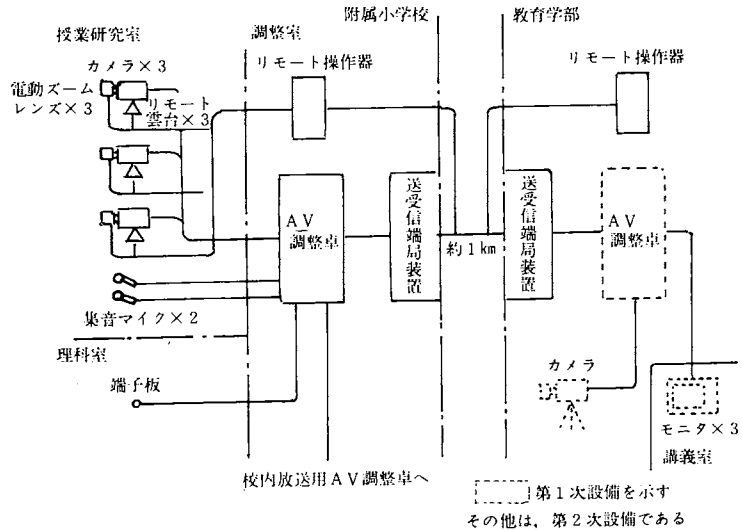 附属小学校
教育学部
授業研究室
調整室
カメラ×3
リモート操作器
リモート操作器
電動ズーム
レンズ×3
リモート
雲台×3
AV
調整卓
送受信端局装置
約1km
送受信端局装置
AV
調整卓
集音マイク×2
理科室
端子板
カメラ
モニタ×3
講義室
校内放送用AV調整卓へ
第1次設備を示す
その他は,第2次設備である